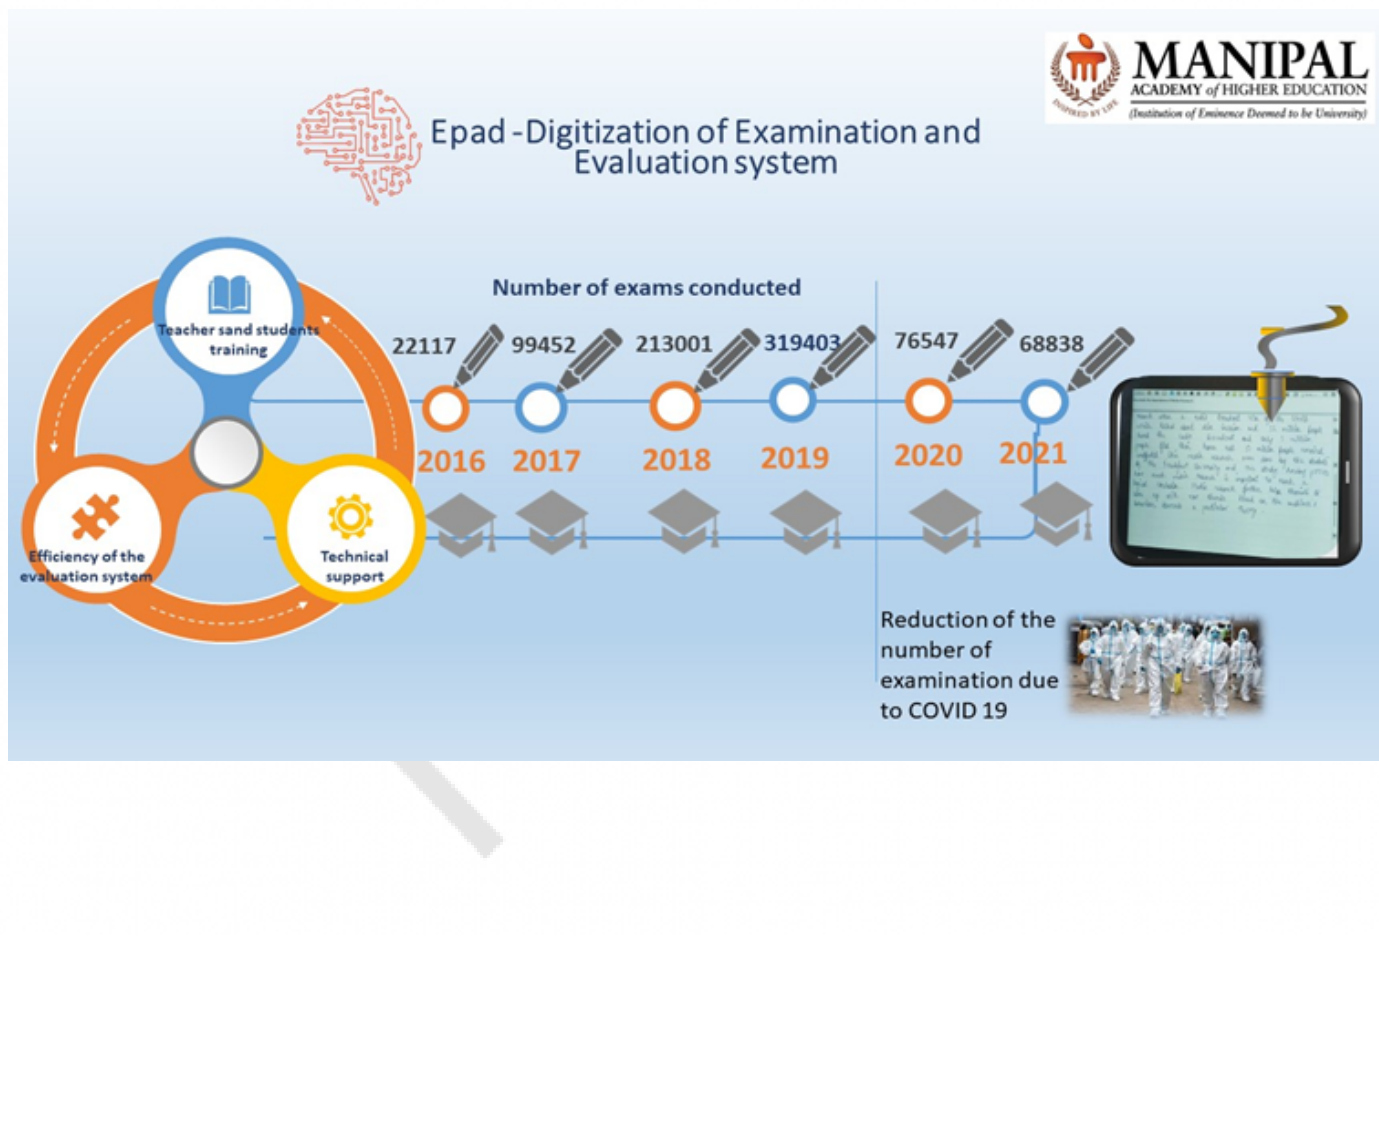 MANIPAL
ACADEMY of HIGHER EDUCATION
(Institution of Eminence Deemed to be University)
INSPIRED BY LIFE
Epad -Digitization of Examination and
Evaluation system
Teacher sand students
training
Efficiency of the
evaluation system
Technical
support
Number of exams conducted
22117 99452 213001 319403 76547 68838
2016 2017 2018 2019 2020 2021
Reduction of the
number of
examination due
to COVID 19